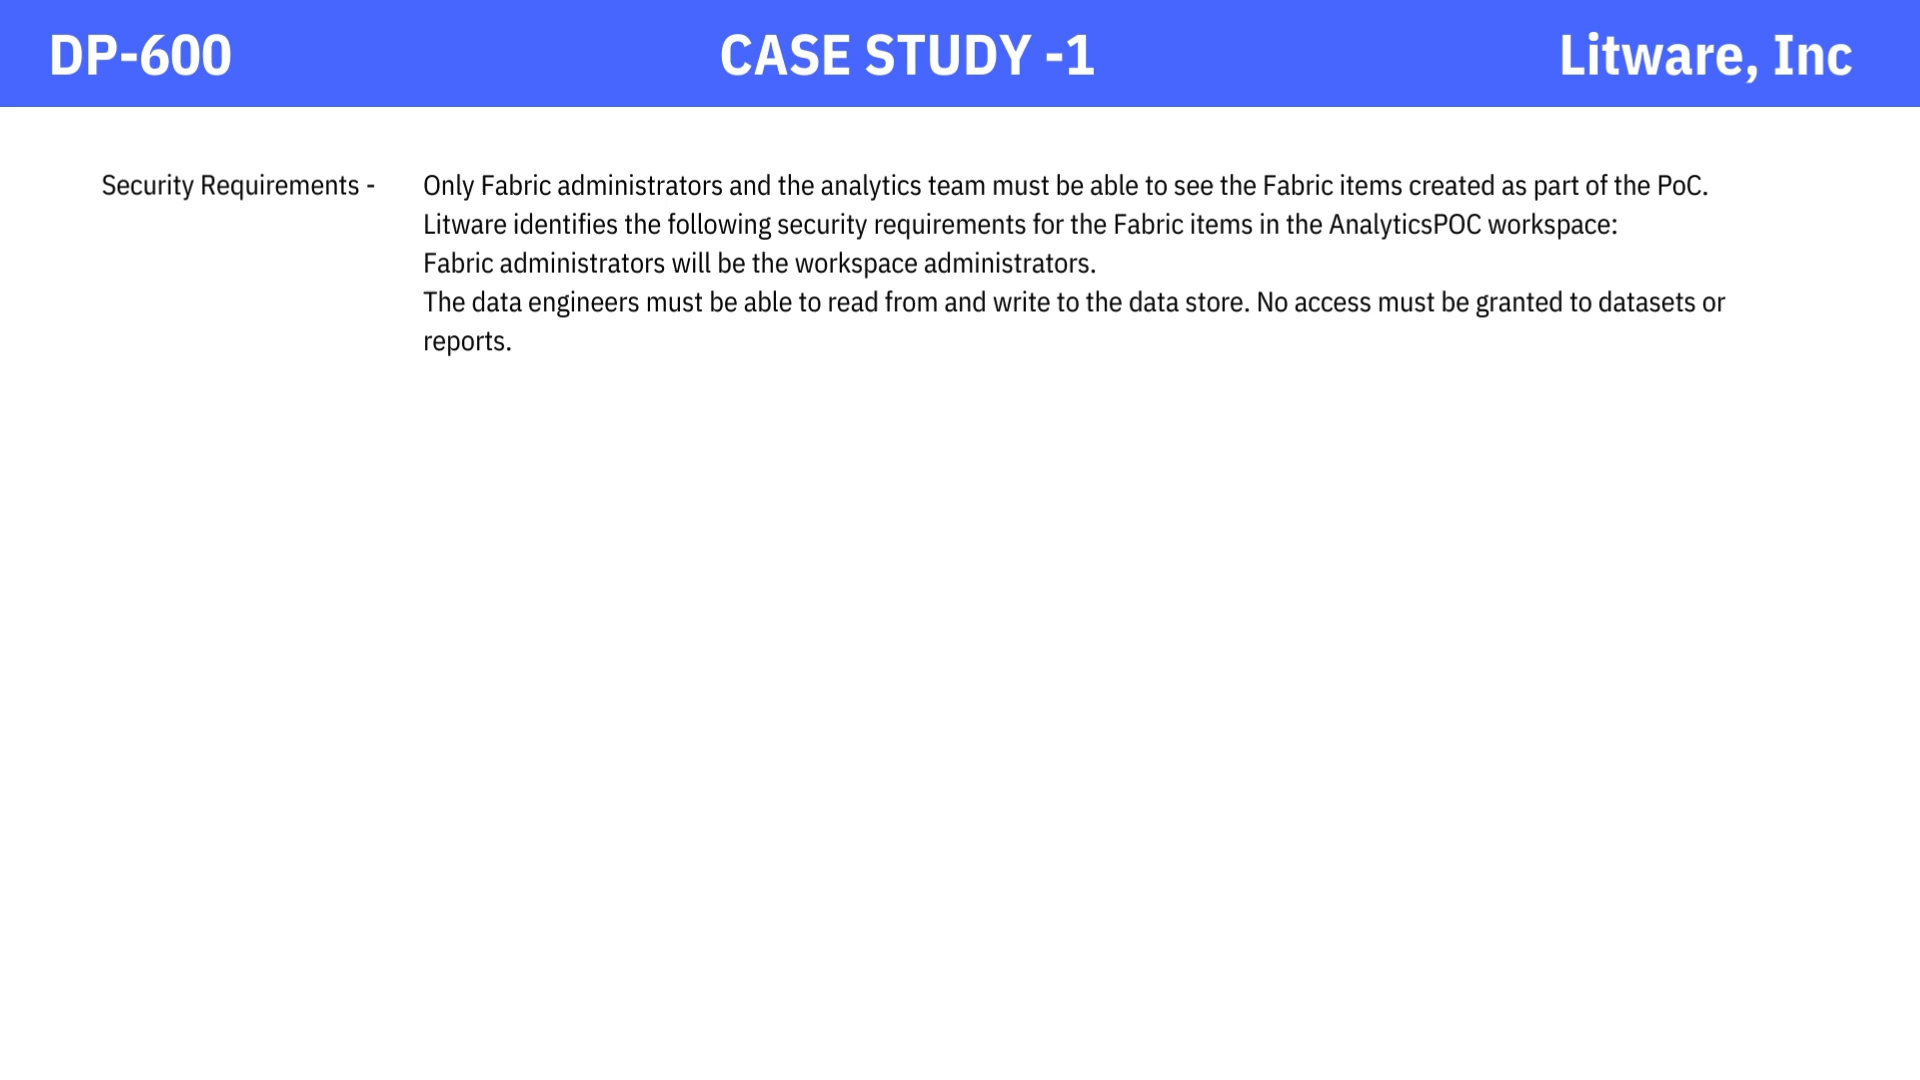 DP-600
CASE STUDY -1
Litware, Inc
Security Requirements -
Only Fabric administrators and the analytics team must be able to see the Fabric items created as part of the PoC.
Litware identifies the following security requirements for the Fabric items in the AnalyticsPOC workspace:
Fabric administrators will be the workspace administrators.
The data engineers must be able to read from and write to the data store. No access must be granted to datasets or
reports.